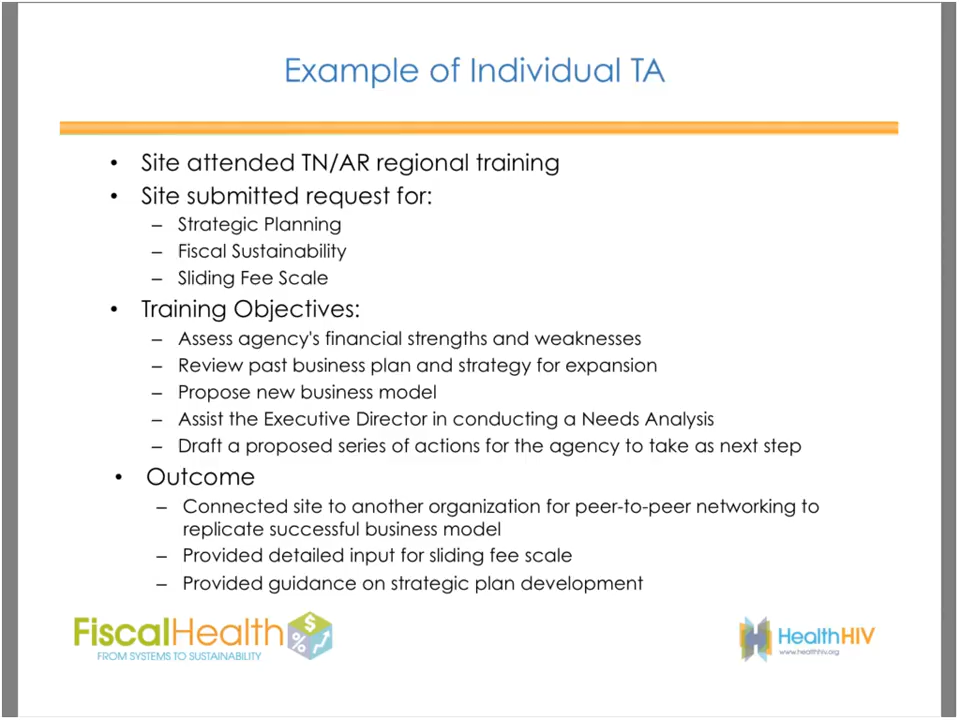 Example of Individual TA
• Site attended TN/AR regional training
• Site submitted request for:
– Strategic Planning
– Fiscal Sustainability
– Sliding Fee Scale
• Training Objectives:
– Assess agency's financial strengths and weaknesses
– Review past business plan and strategy for expansion
– Propose new business model
– Assist the Executive Director in conducting a Needs Analysis
– Draft a proposed series of actions for the agency to take as next step
• Outcome
– Connected site to another organization for peer-to-peer networking to
replicate successful business model
– Provided detailed input for sliding fee scale
– Provided guidance on strategic plan development
FiscalHealth $ %
FROM SYSTEMS TO SUSTAINABILITY
HealthHIV
www.healthhiv.org